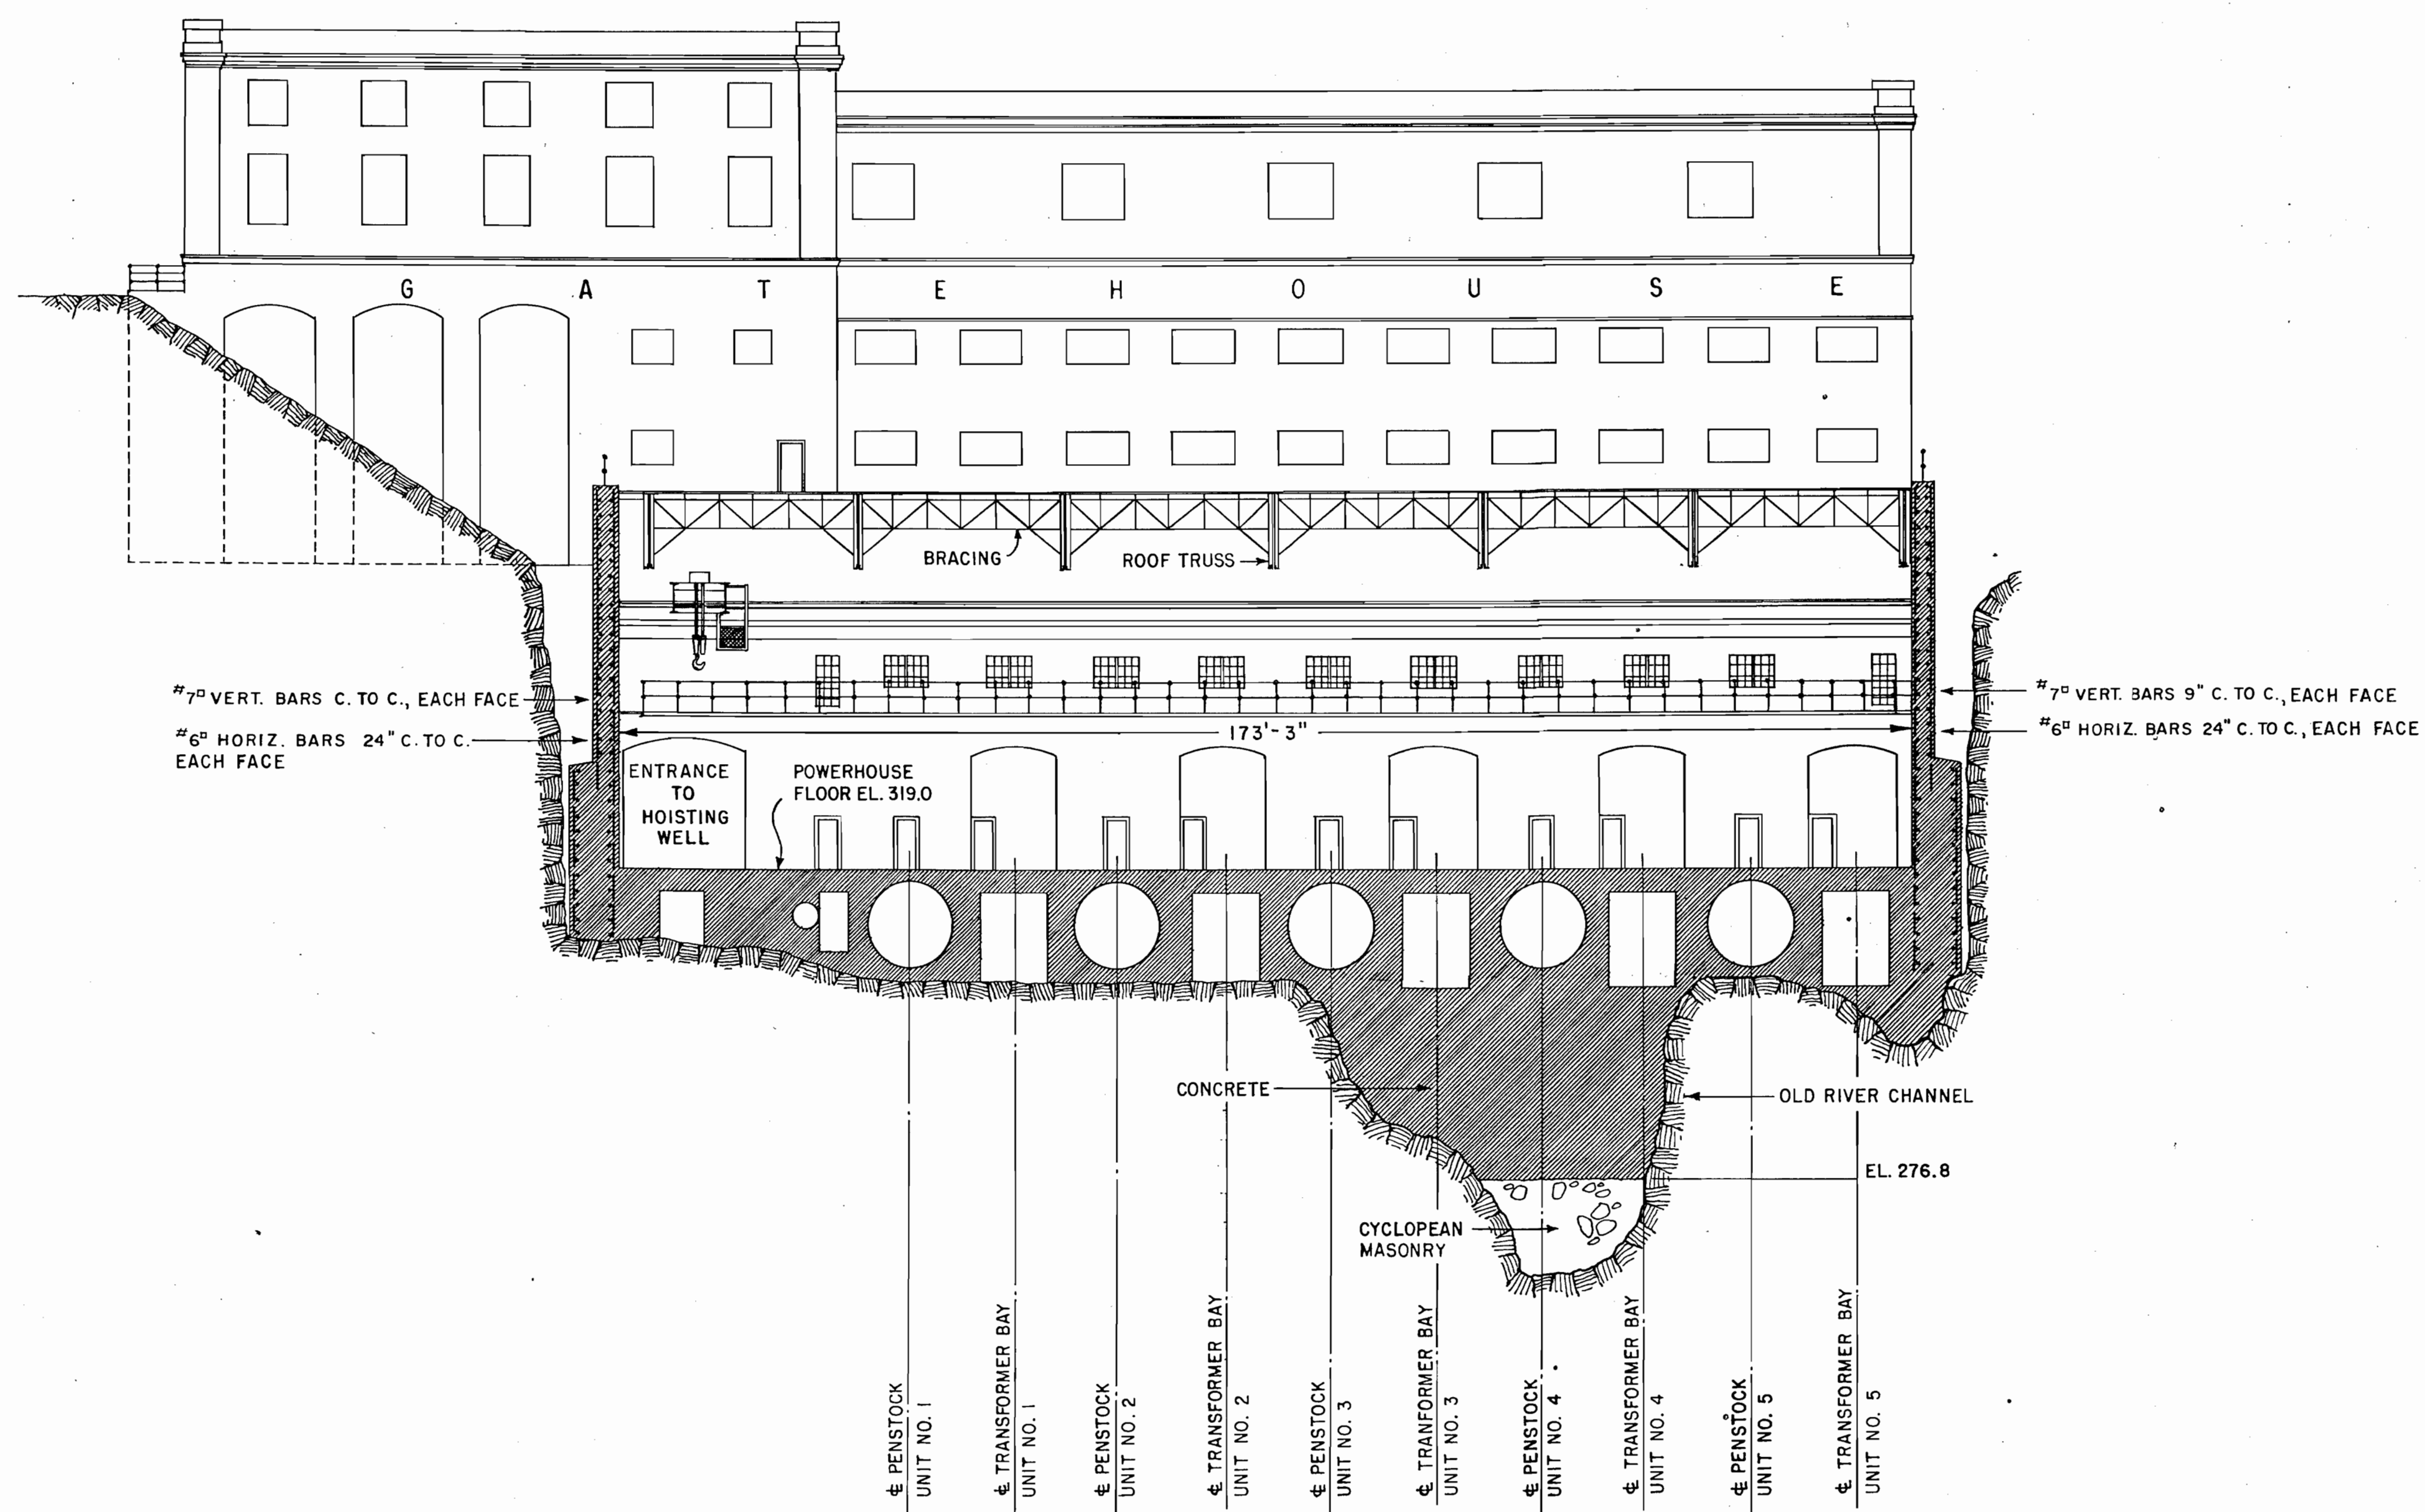 G A T E H O U S E
BRACING
ROOF TRUSS
#7□ VERT. BARS C. TO C., EACH FACE
#6□ HORIZ. BARS 24" C. TO C.
EACH FACE
#7□ VERT. BARS 9" C. TO C., EACH FACE
#6□ HORIZ. BARS 24" C. TO C., EACH FACE
173'-3"
ENTRANCE
TO
HOISTING
WELL
POWERHOUSE
FLOOR EL. 319.0
CONCRETE
OLD RIVER CHANNEL
EL. 276.8
CYCLOPEAN
MASONRY
℄ PENSTOCK
UNIT NO. 1
℄ TRANSFORMER BAY
UNIT NO. 1
℄ PENSTOCK
UNIT NO. 2
℄ TRANSFORMER BAY
UNIT NO. 2
℄ PENSTOCK
UNIT NO. 3
℄ TRANFORMER BAY
UNIT NO. 3
℄ PENSTOCK
UNIT NO. 4
℄ TRANSFORMER BAY
UNIT NO. 4
℄ PENSTOCK
UNIT NO. 5
℄ TRANSFORMER BAY
UNIT NO. 5